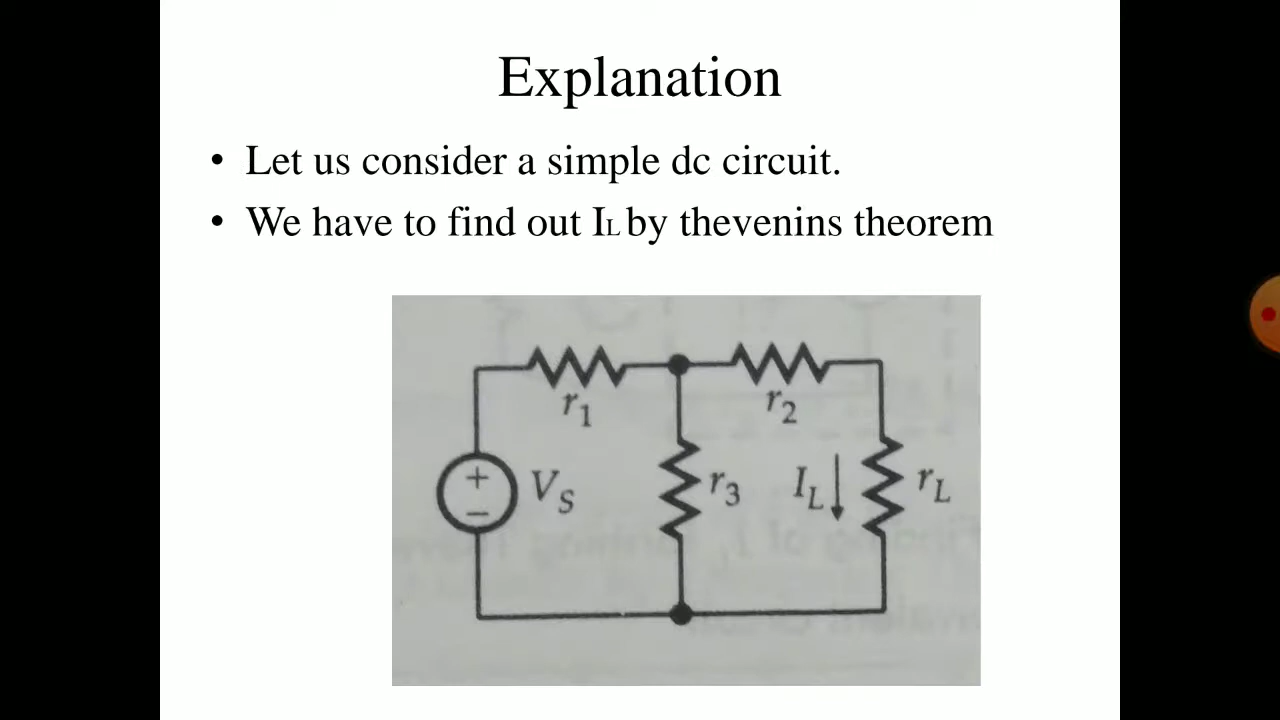 Explanation
• Let us consider a simple dc circuit.
• We have to find out IL by thevenins theorem
r1
r2
+
−
VS
r3
IL
rL